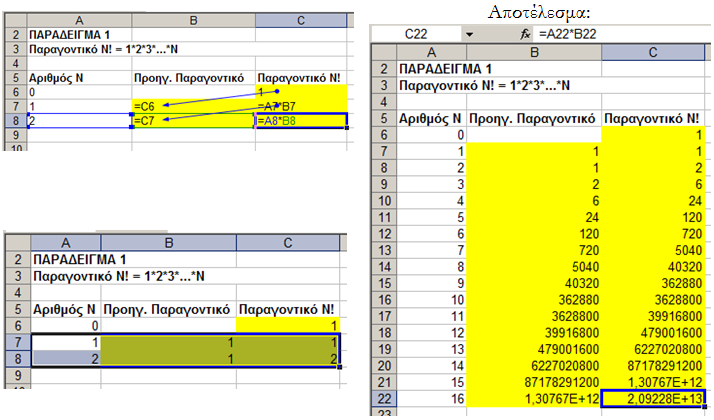 A B C
2 ΠΑΡΑΔΕΙΓΜΑ 1
3 Παραγοντικό N! = 1*2*3*...*N
4
5 Αριθμός N Προηγ. Παραγοντικό Παραγοντικό N!
6 0 1
7 1 =C6 =A7*B7
8 2 =C7 =A8*B8
9
10
A B C
2 ΠΑΡΑΔΕΙΓΜΑ 1
3 Παραγοντικό N! = 1*2*3*...*N
4
5 Αριθμός N Προηγ. Παραγοντικό Παραγοντικό N!
6 0 1
7 1 1 1
8 2 1 2
9
Αποτέλεσμα:
C22 fx =A22*B22
A B C
2 ΠΑΡΑΔΕΙΓΜΑ 1
3 Παραγοντικό N! = 1*2*3*...*N
4
5 Αριθμός N Προηγ. Παραγοντικό Παραγοντικό N!
6 0 1
7 1 1 1
8 2 1 2
9 3 2 6
10 4 6 24
11 5 24 120
12 6 120 720
13 7 720 5040
14 8 5040 40320
15 9 40320 362880
16 10 362880 3628800
17 11 3628800 39916800
18 12 39916800 479001600
19 13 479001600 6227020800
20 14 6227020800 87178291200
21 15 87178291200 1,30767E+12
22 16 1,30767E+12 2,09228E+13
23